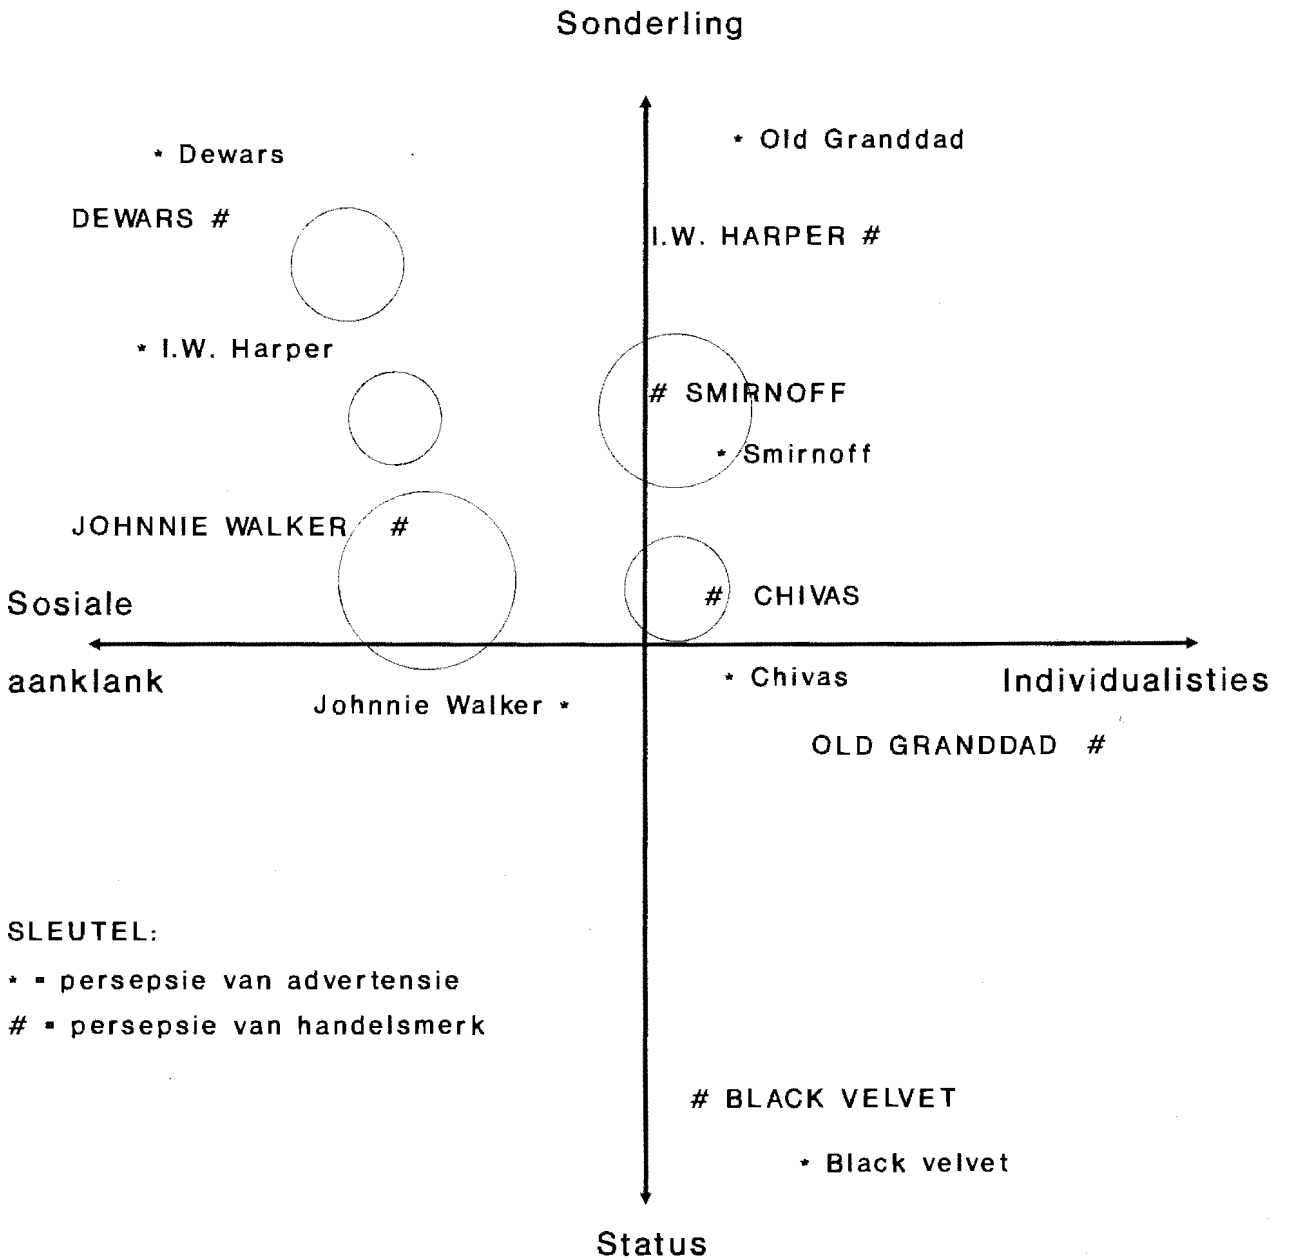 Sonderling
* Old Granddad
* Dewars
DEWARS #
I.W. HARPER #
* I.W. Harper
# SMIRNOFF
* Smirnoff
JOHNNIE WALKER #
# CHIVAS
Sosiale
aanklank
* Chivas
Individualisties
Johnnie Walker *
OLD GRANDDAD #
SLEUTEL:
* = persepsie van advertensie
# = persepsie van handelsmerk
# BLACK VELVET
* Black velvet
Status